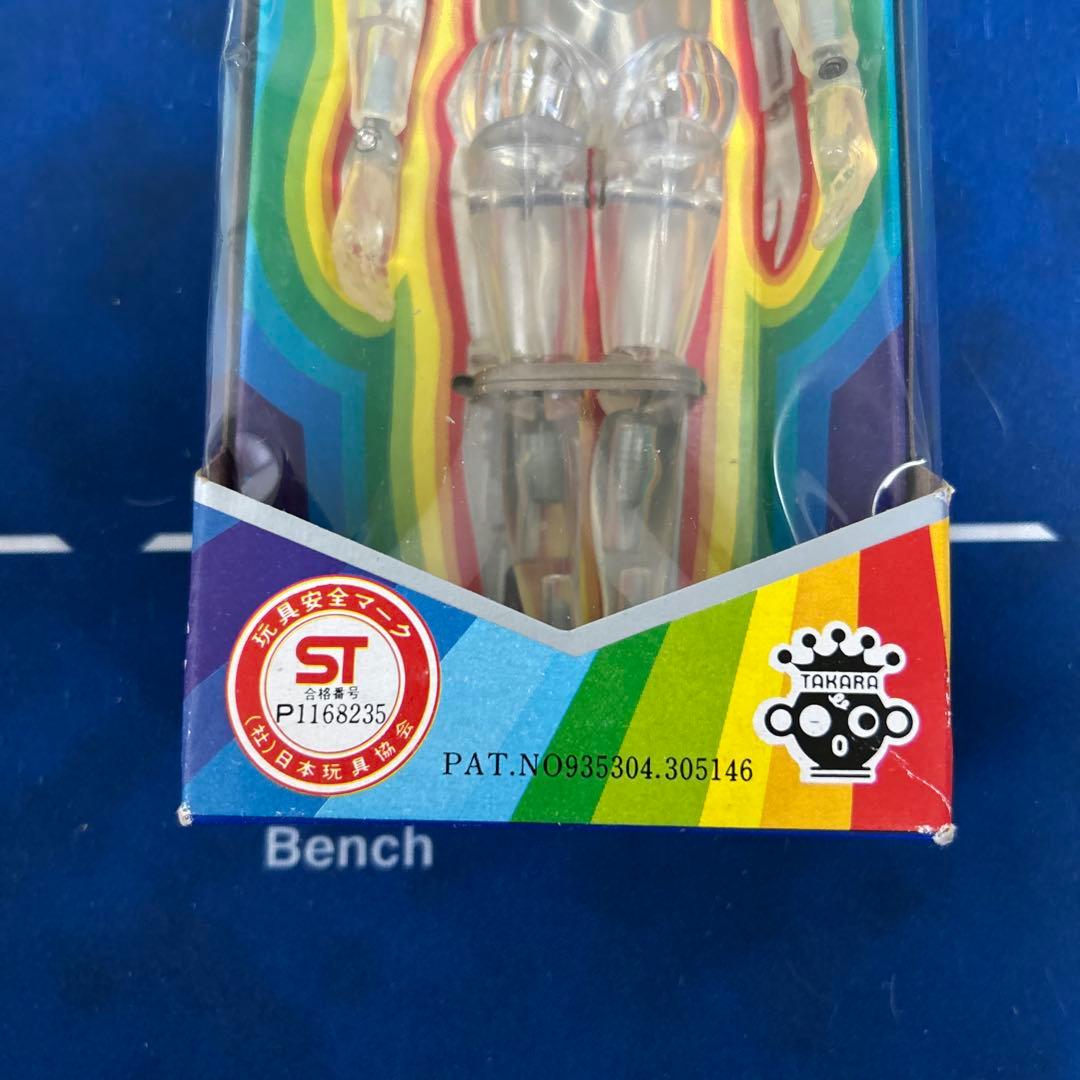 玩具安全マーク
ST
合格番号
P1168235
(社)日本玩具協会
PAT.NO935304.305146
TAKARA
Bench